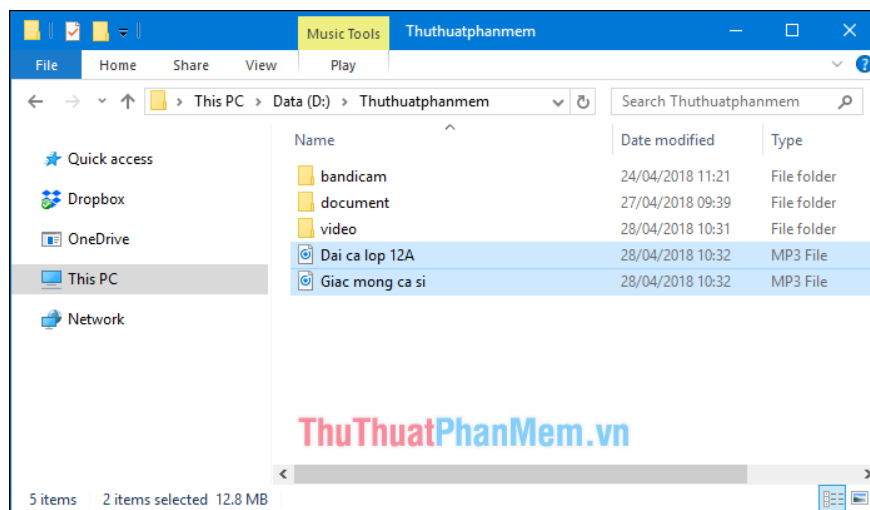 Music Tools Thuthuatphanmem
File Home Share View Play
This PC Data (D:) Thuthuatphanmem Search Thuthuatphanmem
Name Date modified Type
Quick access
Dropbox
OneDrive
This PC
Network
bandicam 24/04/2018 11:21 File folder
document 27/04/2018 09:39 File folder
video 28/04/2018 10:31 File folder
Dai ca lop 12A 28/04/2018 10:32 MP3 File
Giac mong ca si 28/04/2018 10:32 MP3 File
ThuThuatPhanMem.vn
5 items 2 items selected 12.8 MB